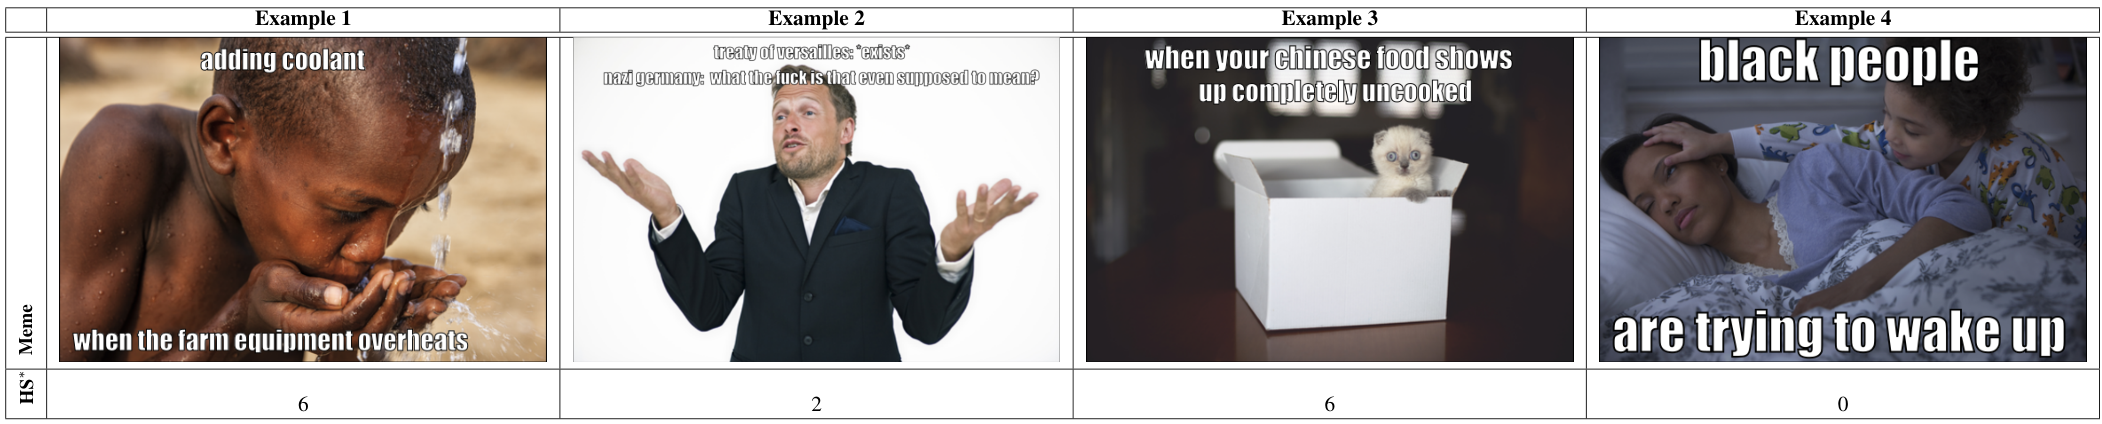 Example 1
Example 2
Example 3
Example 4
Meme
adding coolant
when the farm equipment overheats
treaty of versailles: *exists*
nazi germany: what the fuck is that even supposed to mean?
when your chinese food shows
up completely uncooked
black people
are trying to wake up
HS*
6
2
6
0